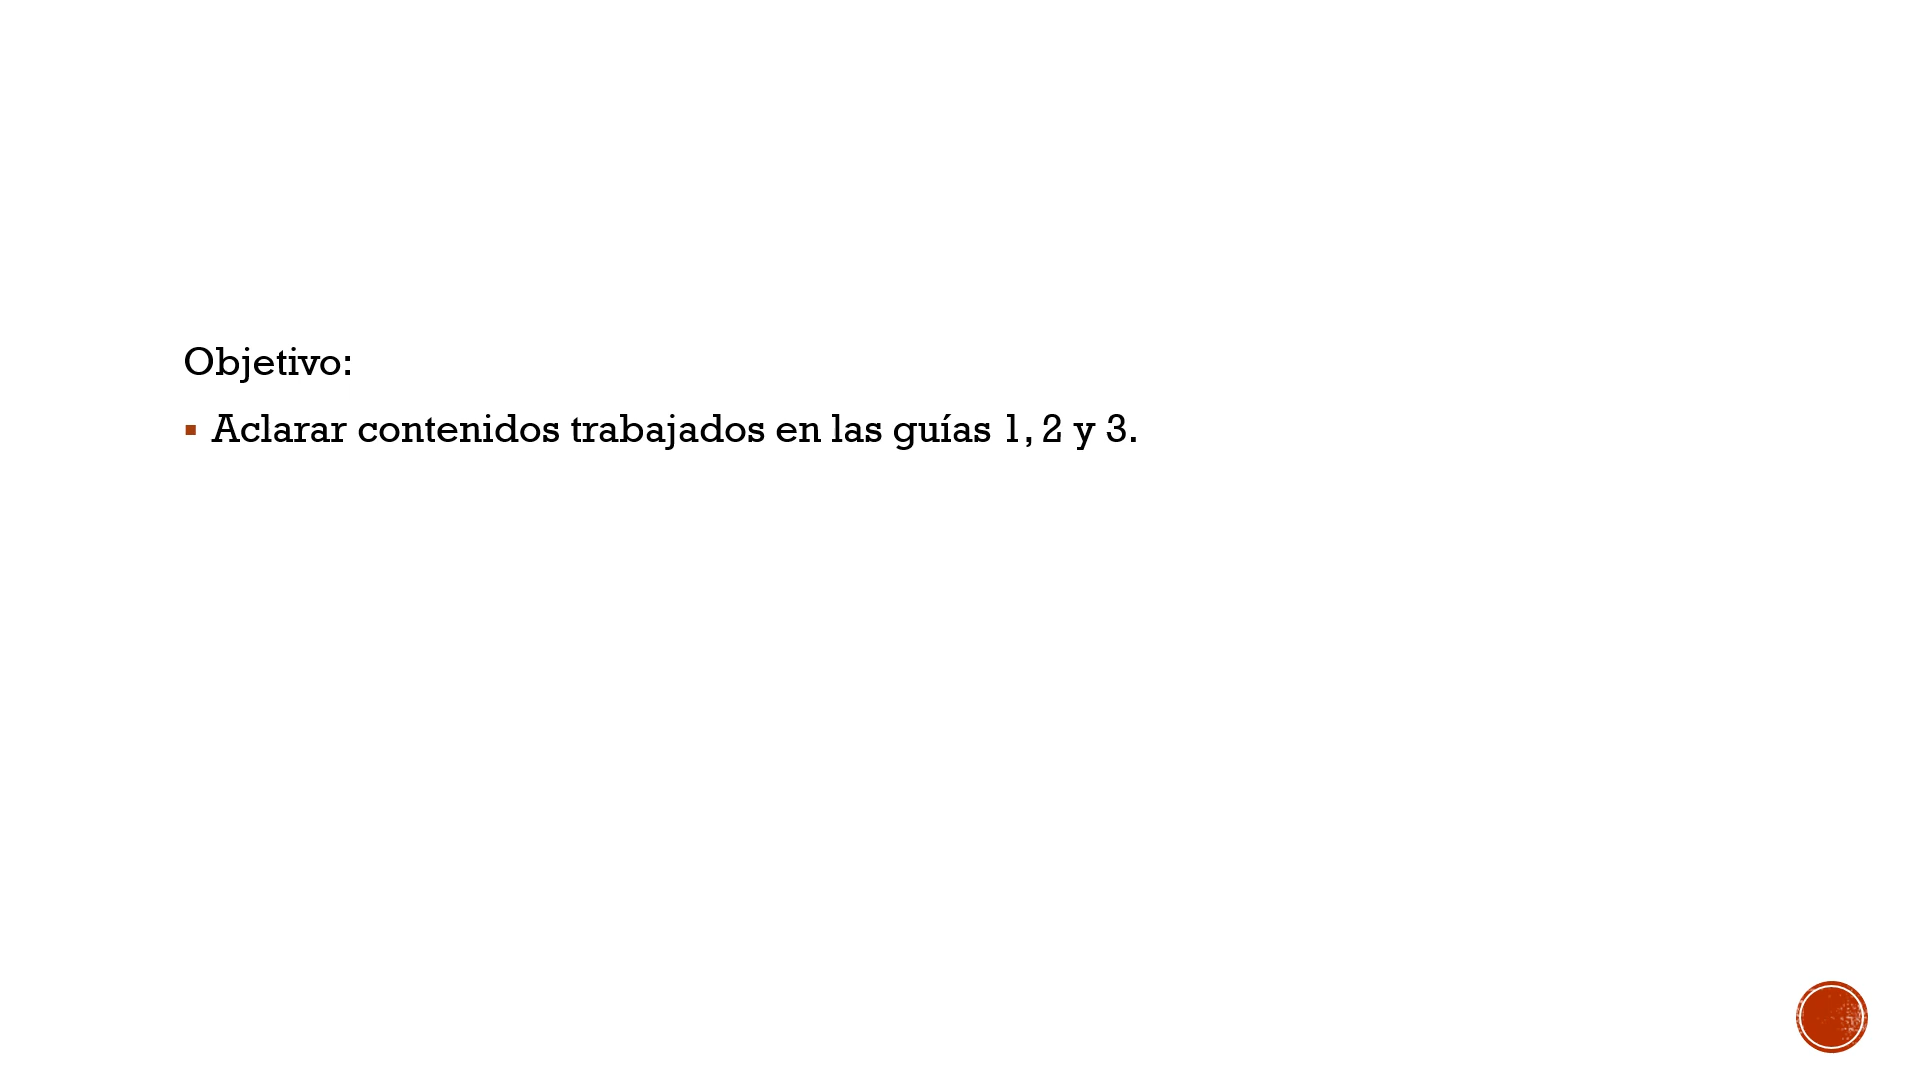 Objetivo:
▪ Aclarar contenidos trabajados en las guías 1, 2 y 3.